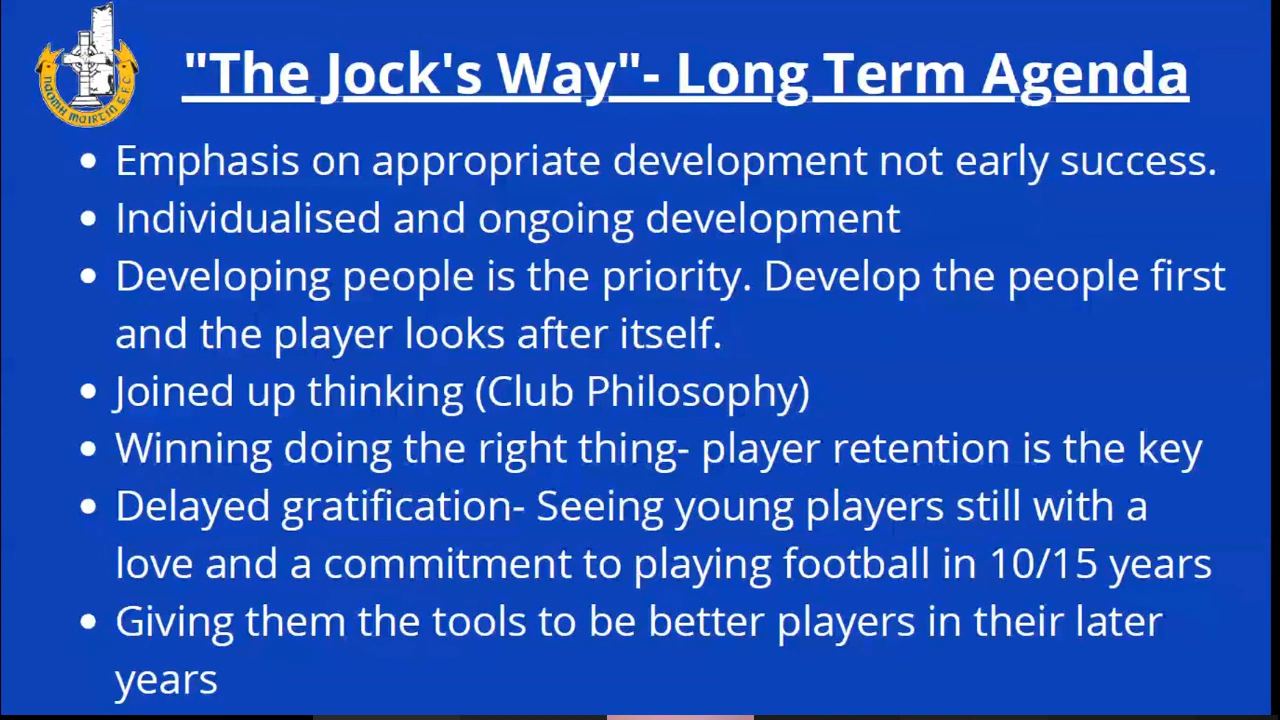 "The Jock's Way"- Long Term Agenda
Emphasis on appropriate development not early success.
Individualised and ongoing development
Developing people is the priority. Develop the people first
and the player looks after itself.
Joined up thinking (Club Philosophy)
Winning doing the right thing- player retention is the key
Delayed gratification- Seeing young players still with a
love and a commitment to playing football in 10/15 years
Giving them the tools to be better players in their later
years
naomh mairtin g.f.c